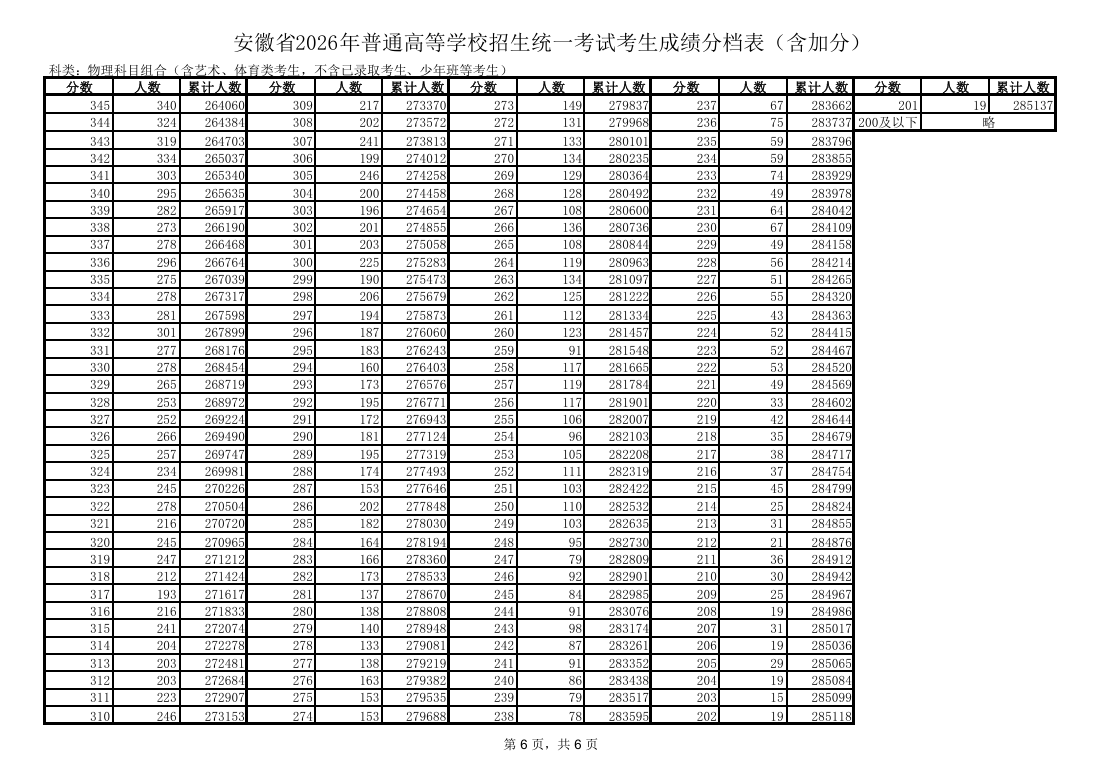 安徽省2026年普通高等学校招生统一考试考生成绩分档表（含加分）
科类：物理科目组合（含艺术、体育类考生，不含已录取考生、少年班等考生）
分数 人数 累计人数 分数 人数 累计人数 分数 人数 累计人数 分数 人数 累计人数 分数 人数 累计人数
345 340 264060 309 217 273370 273 149 279837 237 67 283662 201 19 285137
344 324 264384 308 202 273572 272 131 279968 236 75 283737 200及以下 略
343 319 264703 307 241 273813 271 133 280101 235 59 283796
342 334 265037 306 199 274012 270 134 280235 234 59 283855
341 303 265340 305 246 274258 269 129 280364 233 74 283929
340 295 265635 304 200 274458 268 128 280492 232 49 283978
339 282 265917 303 196 274654 267 108 280600 231 64 284042
338 273 266190 302 201 274855 266 136 280736 230 67 284109
337 278 266468 301 203 275058 265 108 280844 229 49 284158
336 296 266764 300 225 275283 264 119 280963 228 56 284214
335 275 267039 299 190 275473 263 134 281097 227 51 284265
334 278 267317 298 206 275679 262 125 281222 226 55 284320
333 281 267598 297 194 275873 261 112 281334 225 43 284363
332 301 267899 296 187 276060 260 123 281457 224 52 284415
331 277 268176 295 183 276243 259 91 281548 223 52 284467
330 278 268454 294 160 276403 258 117 281665 222 53 284520
329 265 268719 293 173 276576 257 119 281784 221 49 284569
328 253 268972 292 195 276771 256 117 281901 220 33 284602
327 252 269224 291 172 276943 255 106 282007 219 42 284644
326 266 269490 290 181 277124 254 96 282103 218 35 284679
325 257 269747 289 195 277319 253 105 282208 217 38 284717
324 234 269981 288 174 277493 252 111 282319 216 37 284754
323 245 270226 287 153 277646 251 103 282422 215 45 284799
322 278 270504 286 202 277848 250 110 282532 214 25 284824
321 216 270720 285 182 278030 249 103 282635 213 31 284855
320 245 270965 284 164 278194 248 95 282730 212 21 284876
319 247 271212 283 166 278360 247 79 282809 211 36 284912
318 212 271424 282 173 278533 246 92 282901 210 30 284942
317 193 271617 281 137 278670 245 84 282985 209 25 284967
316 216 271833 280 138 278808 244 91 283076 208 19 284986
315 241 272074 279 140 278948 243 98 283174 207 31 285017
314 204 272278 278 133 279081 242 87 283261 206 19 285036
313 203 272481 277 138 279219 241 91 283352 205 29 285065
312 203 272684 276 163 279382 240 86 283438 204 19 285084
311 223 272907 275 153 279535 239 79 283517 203 15 285099
310 246 273153 274 153 279688 238 78 283595 202 19 285118
第 6 页，共 6 页